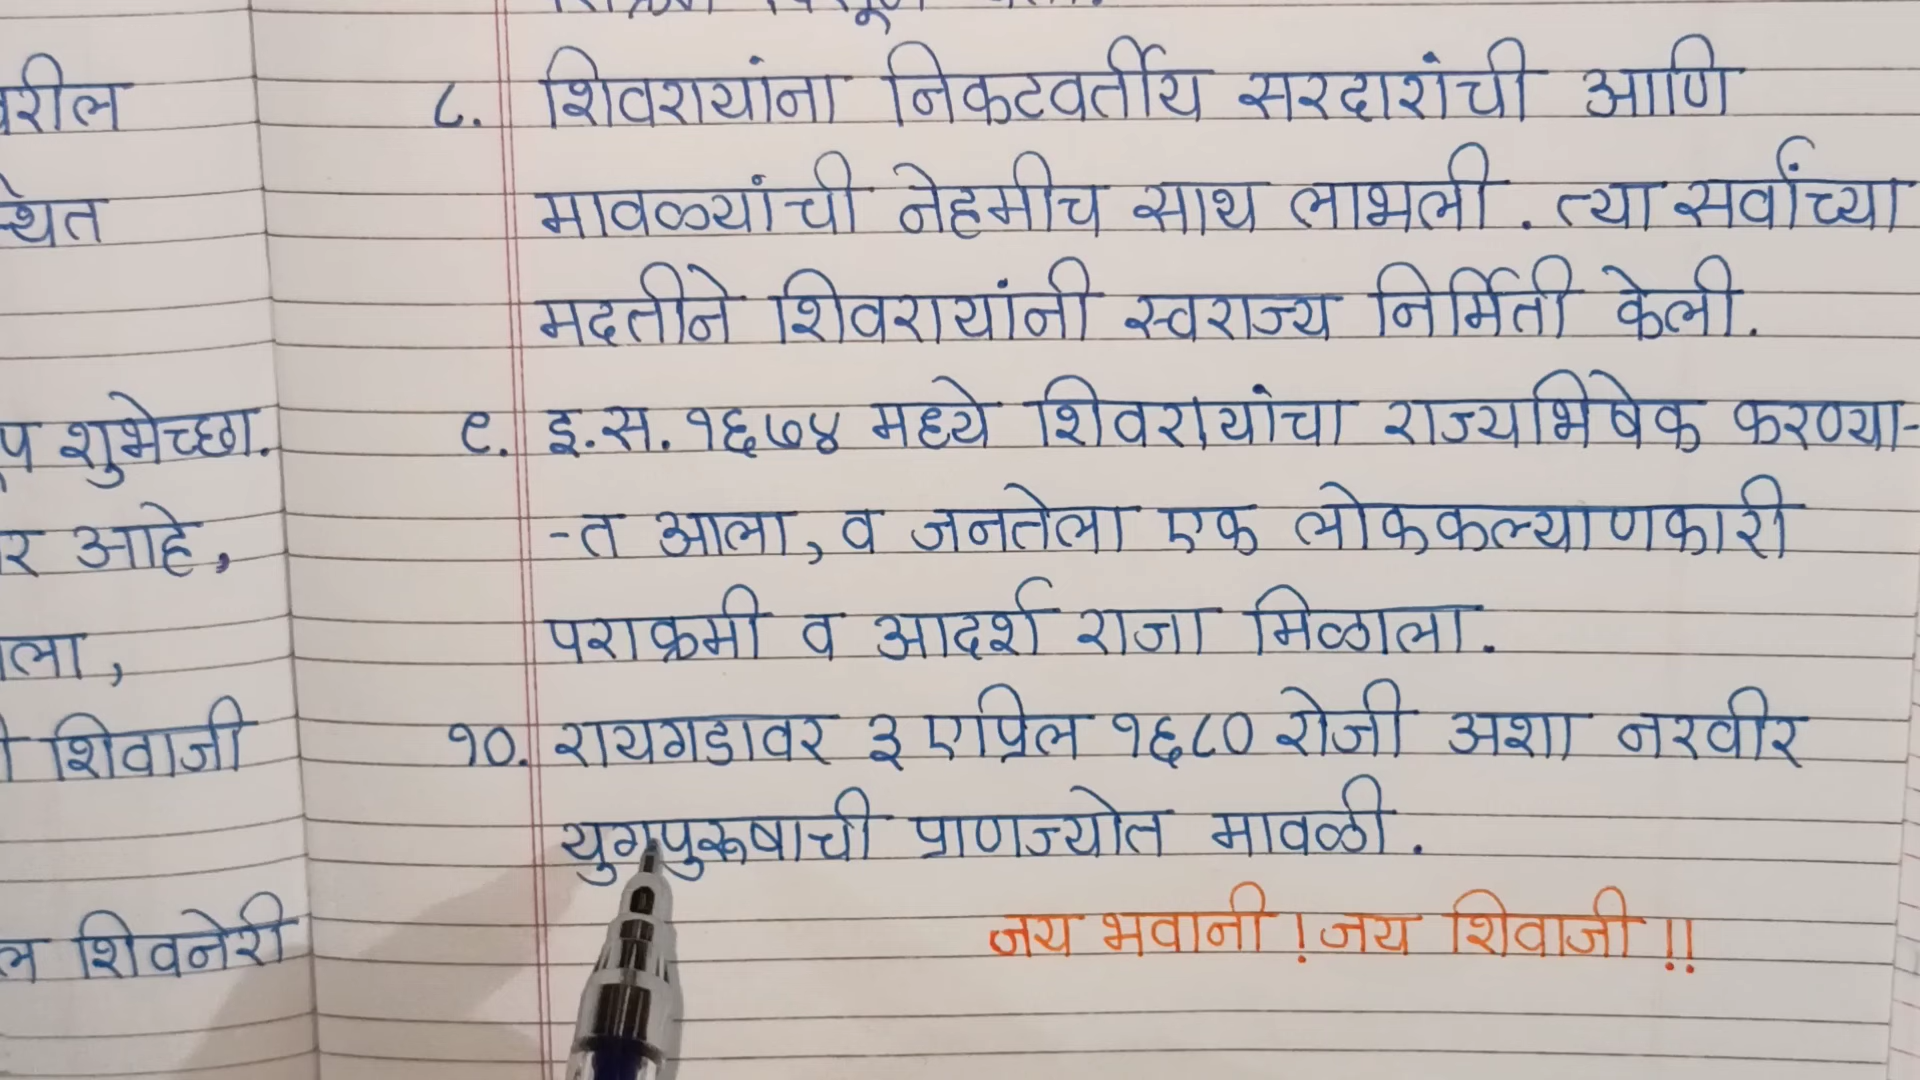 रील
स्थेत
शुभेच्छा.
र आहे,
ला,
शिवाजी
शिवनेरी
८. शिवरायांना निकटवर्तीय सरदारांची आणि
मावळ्यांची नेहमीच साथ लाभली. त्या सर्वांच्या
मदतीने शिवरायांनी स्वराज्य निर्मिती केली.
९. इ.स. १६७४ मध्ये शिवरायांचा राज्यभिषेक करण्या-
-त आला, व जनतेला एक लोककल्याणकारी
पराक्रमी व आदर्श राजा मिळाला.
१०. रायगडावर ३ एप्रिल १६८० रोजी अशा नरवीर
युगपुरूषाची प्राणज्योत मावळी.
जय भवानी ! जय शिवाजी !!